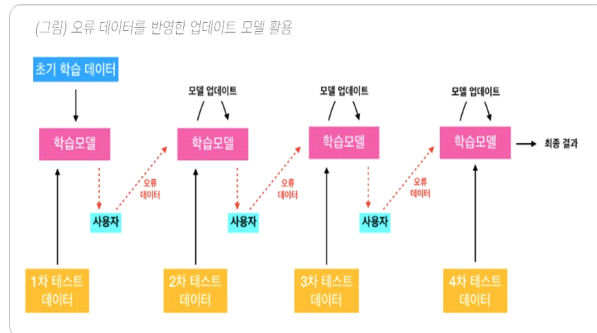 (그림) 오류 데이터를 반영한 업데이트 모델 활용
초기 학습 데이터
모델 업데이트
모델 업데이트
모델 업데이트
학습모델
학습모델
학습모델
학습모델
최종 결과
오류
데이터
오류
데이터
오류
데이터
사용자
사용자
사용자
1차 테스트
데이터
2차 테스트
데이터
3차 테스트
데이터
4차 테스트
데이터